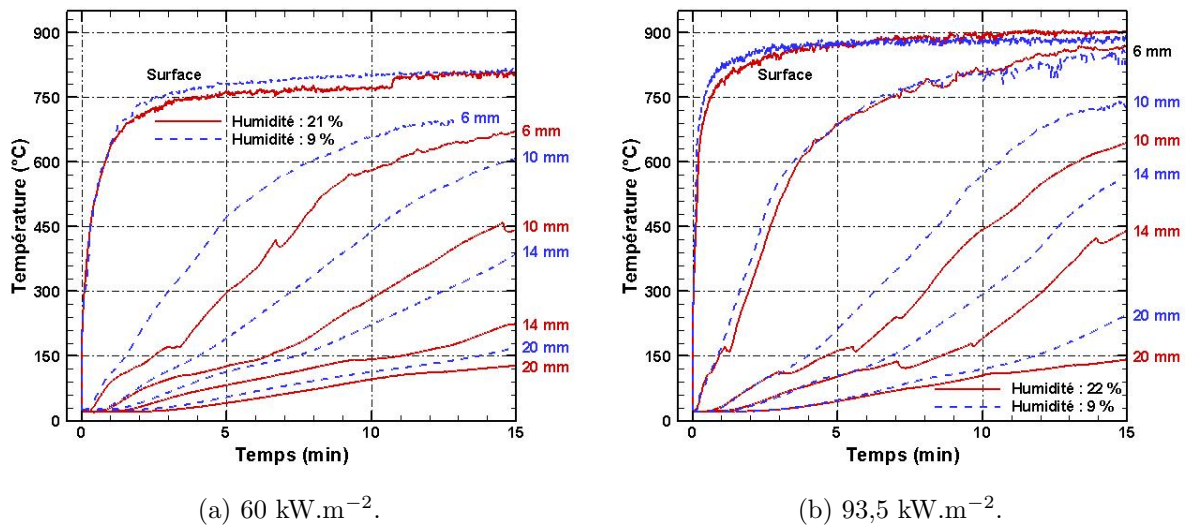 900
750
600
450
300
150
0
Température (°C)
Surface
Humidité : 21 %
Humidité : 9 %
6 mm
6 mm
10 mm
10 mm
14 mm
14 mm
20 mm
20 mm
0
5
10
15
Temps (min)
(a) 60 kW.m−2.
900
750
600
450
300
150
0
Température (°C)
Surface
6 mm
10 mm
10 mm
14 mm
14 mm
20 mm
20 mm
Humidité : 22 %
Humidité : 9 %
0
5
10
15
Temps (min)
(b) 93,5 kW.m−2.